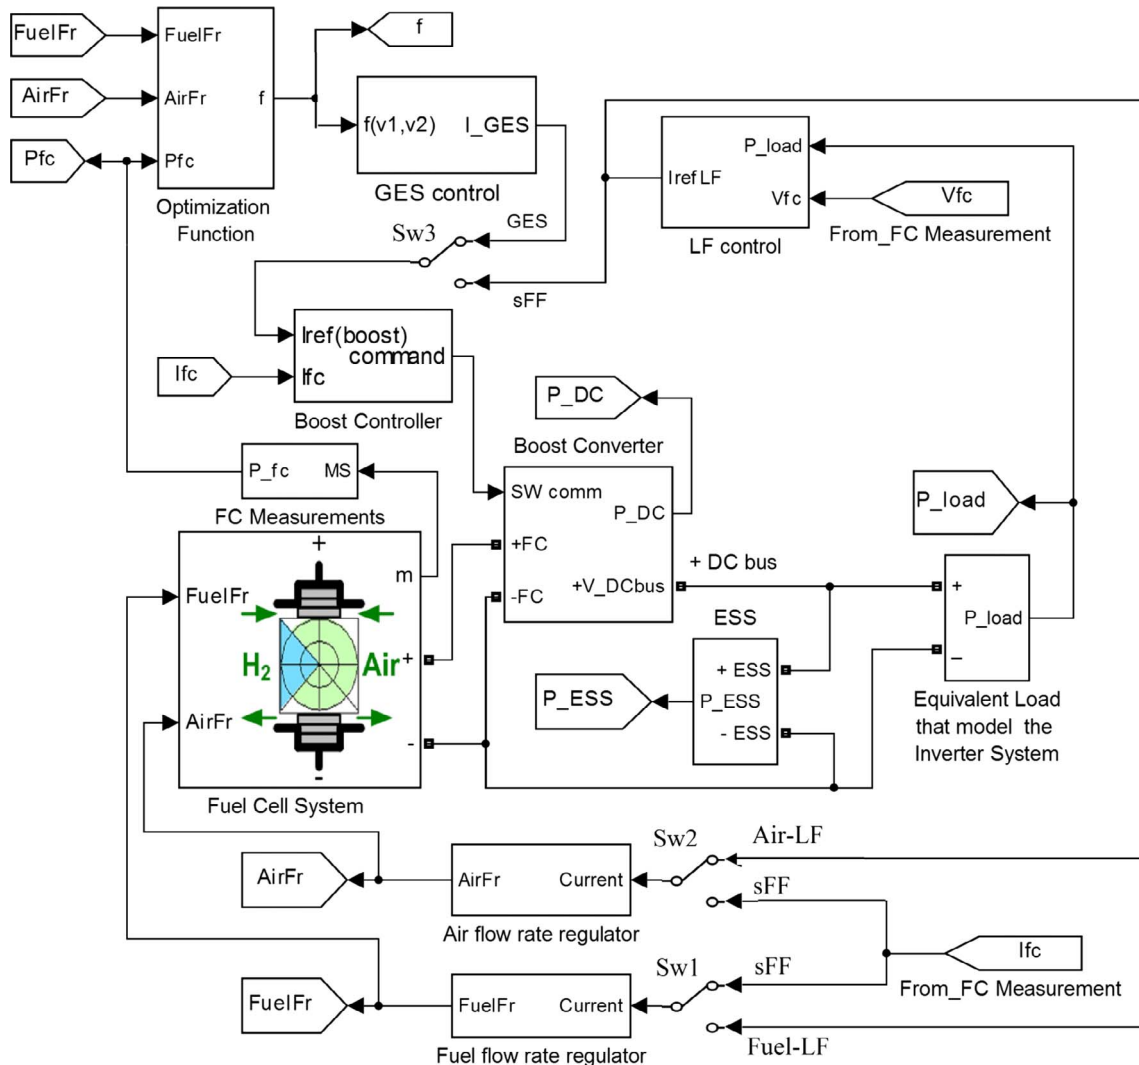 FuelFr
FuelFr
f
AirFr
AirFr
f
f(v1,v2)
I_GES
P_load
IrefLF
Pfc
Pfc
Vfc
Vfc
GES control
Optimization
Function
GES
Sw3
LF control
From_FC Measurement
sFF
Iref(boost)
command
Ifc
Ifc
P_DC
Boost Controller
Boost Converter
P_fc
MS
SW comm
P_load
FC Measurements
P_DC
+
+FC
+ DC bus
m
+V_DCbus
+
FuelFr
-FC
ESS
P_load
H2
Air
+
+ ESS
–
P_ESS
P_ESS
Equivalent Load
AirFr
- ESS
that model the
-
Inverter System
-
Fuel Cell System
Sw2
Air-LF
AirFr
AirFr
Current
sFF
Air flow rate regulator
Ifc
Sw1
sFF
From_FC Measurement
FuelFr
FuelFr
Current
Fuel flow rate regulator
Fuel-LF